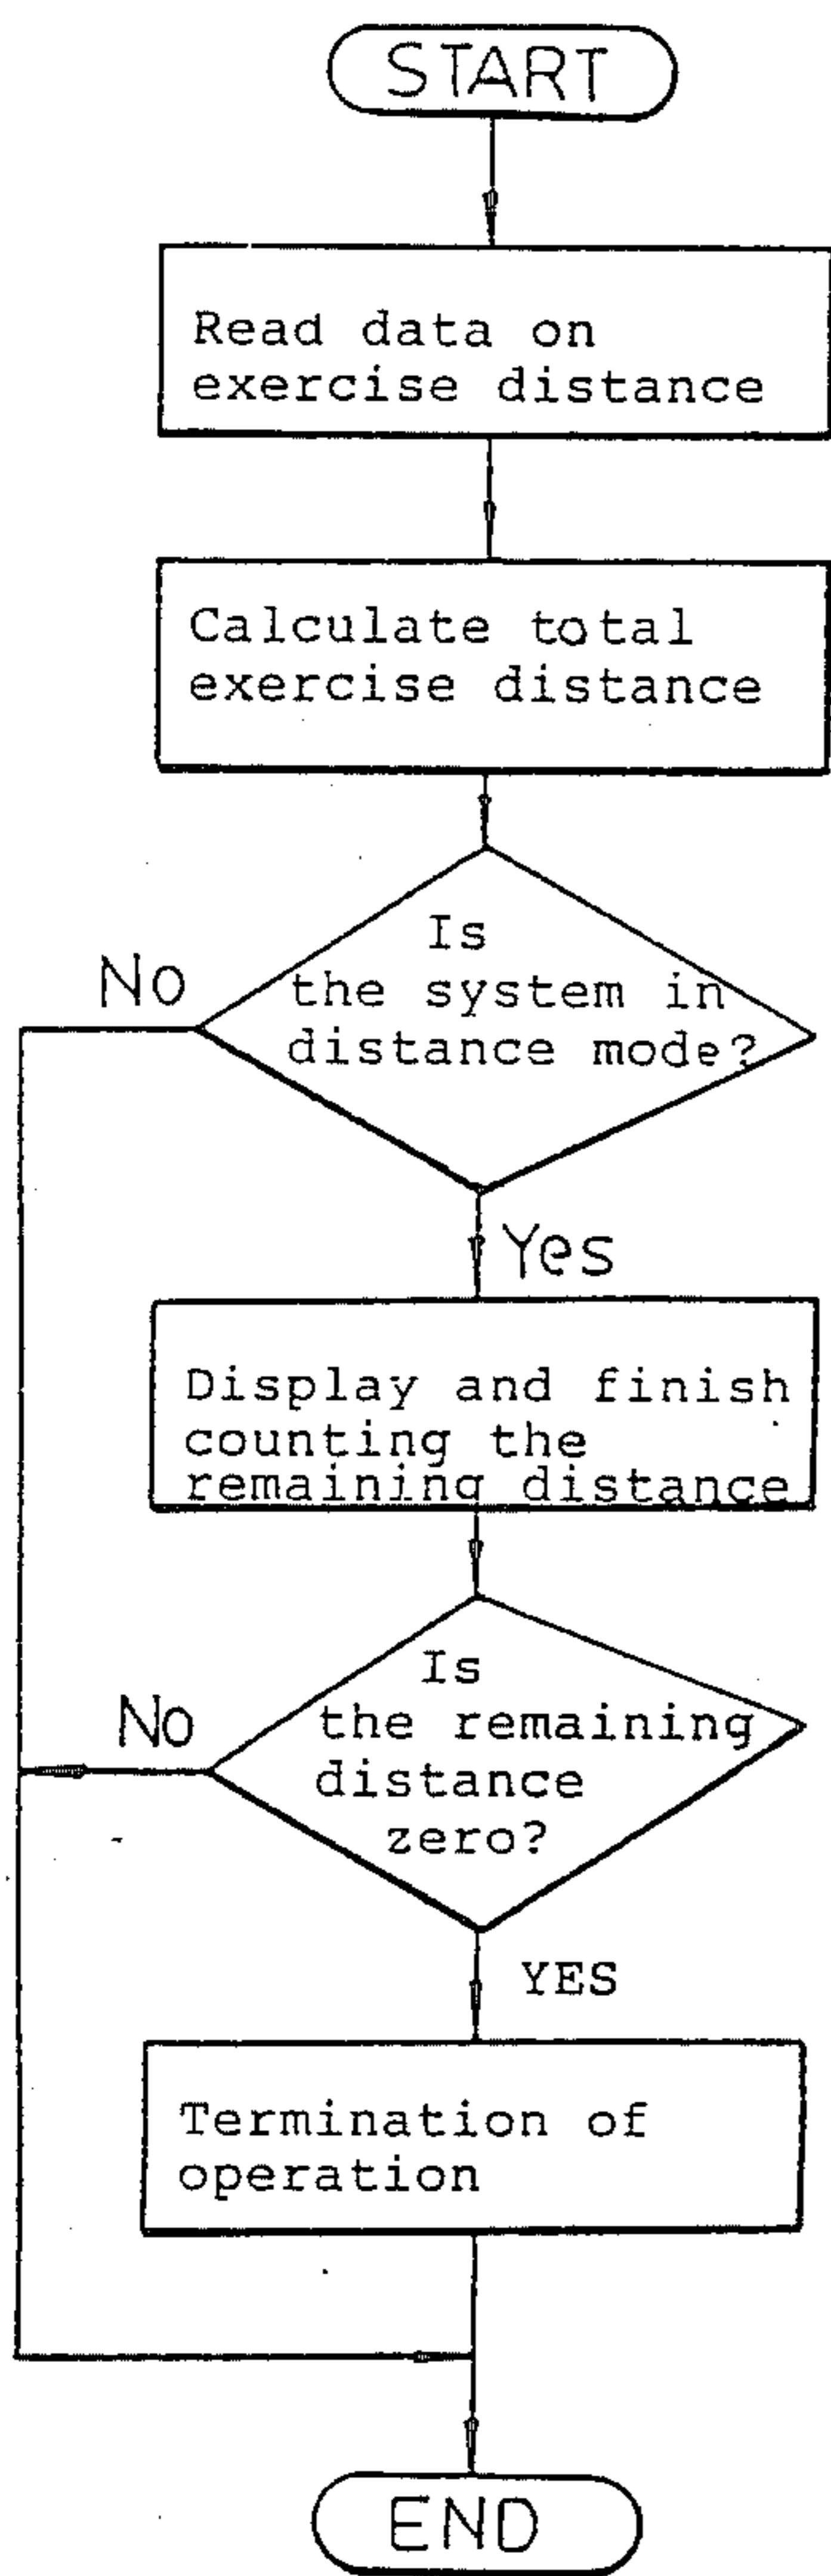 START
Read data on
exercise distance
Calculate total
exercise distance
Is
the system in
distance mode?
No
Yes
Display and finish
counting the
remaining distance
Is
the remaining
distance
zero?
No
YES
Termination of
operation
END